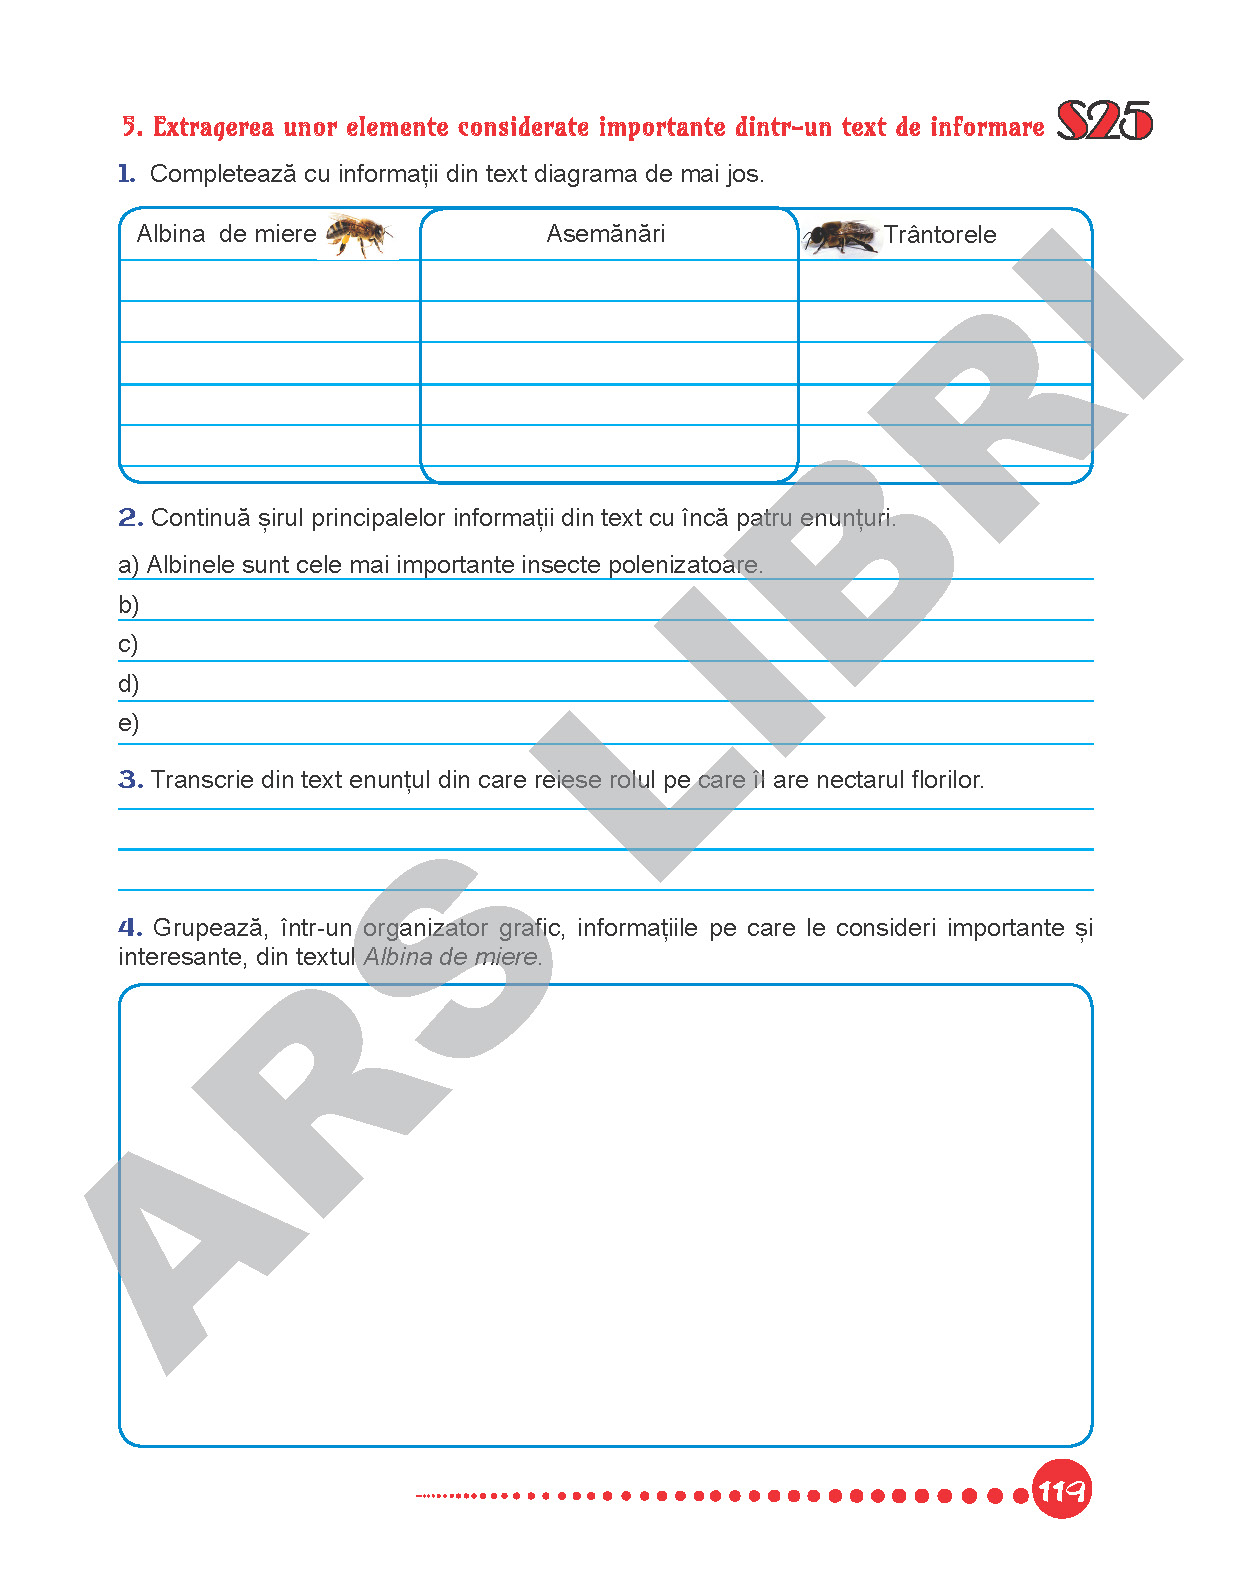 5. Extragerea unor elemente considerate importante dintr-un text de informare S25
1. Completează cu informații din text diagrama de mai jos.
Albina de miere Asemănări Trântorele
2. Continuă șirul principalelor informații din text cu încă patru enunțuri.
a) Albinele sunt cele mai importante insecte polenizatoare.
b)
c)
d)
e)
3. Transcrie din text enunțul din care reiese rolul pe care îl are nectarul florilor.
4. Grupează, într-un organizator grafic, informațiile pe care le consideri importante și
interesante, din textul Albina de miere.
ARS LIBRI
119